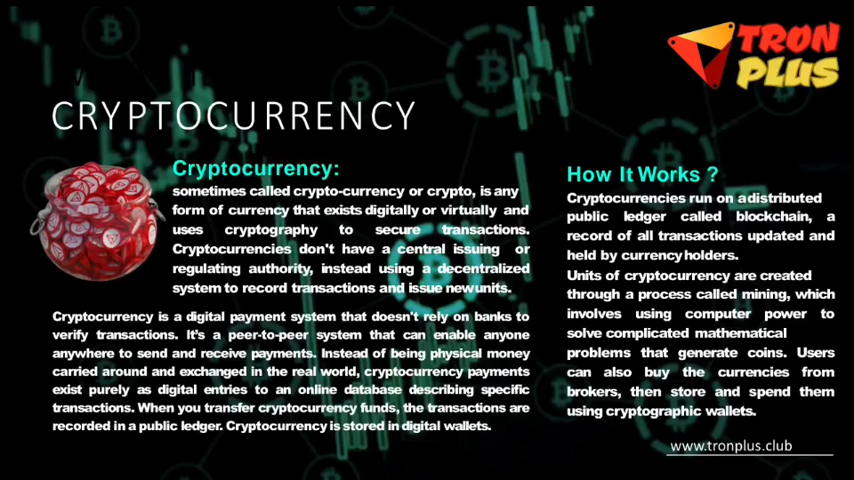 TRON
PLUS
CRYPTOCURRENCY
Cryptocurrency:
sometimes called crypto-currency or crypto, is any
form of currency that exists digitally or virtually and
uses cryptography to secure transactions.
Cryptocurrencies don't have a central issuing or
regulating authority, instead using a decentralized
system to record transactions and issue new units.
Cryptocurrency is a digital payment system that doesn't rely on banks to
verify transactions. It's a peer-to-peer system that can enable anyone
anywhere to send and receive payments. Instead of being physical money
carried around and exchanged in the real world, cryptocurrency payments
exist purely as digital entries to an online database describing specific
transactions. When you transfer cryptocurrency funds, the transactions are
recorded in a public ledger. Cryptocurrency is stored in digital wallets.
How It Works ?
Cryptocurrencies run on a distributed
public ledger called blockchain, a
record of all transactions updated and
held by currency holders.
Units of cryptocurrency are created
through a process called mining, which
involves using computer power to
solve complicated mathematical
problems that generate coins. Users
can also buy the currencies from
brokers, then store and spend them
using cryptographic wallets.
www.tronplus.club